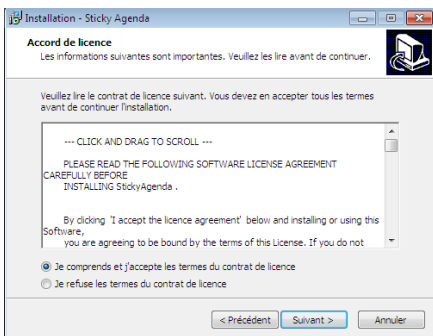 Installation - Sticky Agenda
Accord de licence
Les informations suivantes sont importantes. Veuillez les lire avant de continuer.
Veuillez lire le contrat de licence suivant. Vous devez en accepter tous les termes
avant de continuer l'installation.
--- CLICK AND DRAG TO SCROLL ---
PLEASE READ THE FOLLOWING SOFTWARE LICENSE AGREEMENT
CAREFULLY BEFORE
INSTALLING StickyAgenda .
By clicking 'I accept the licence agreement' below and installing or using this
Software,
you are agreeing to be bound by the terms of this License. If you do not
Je comprends et j'accepte les termes du contrat de licence
Je refuse les termes du contrat de licence
< Précédent Suivant > Annuler